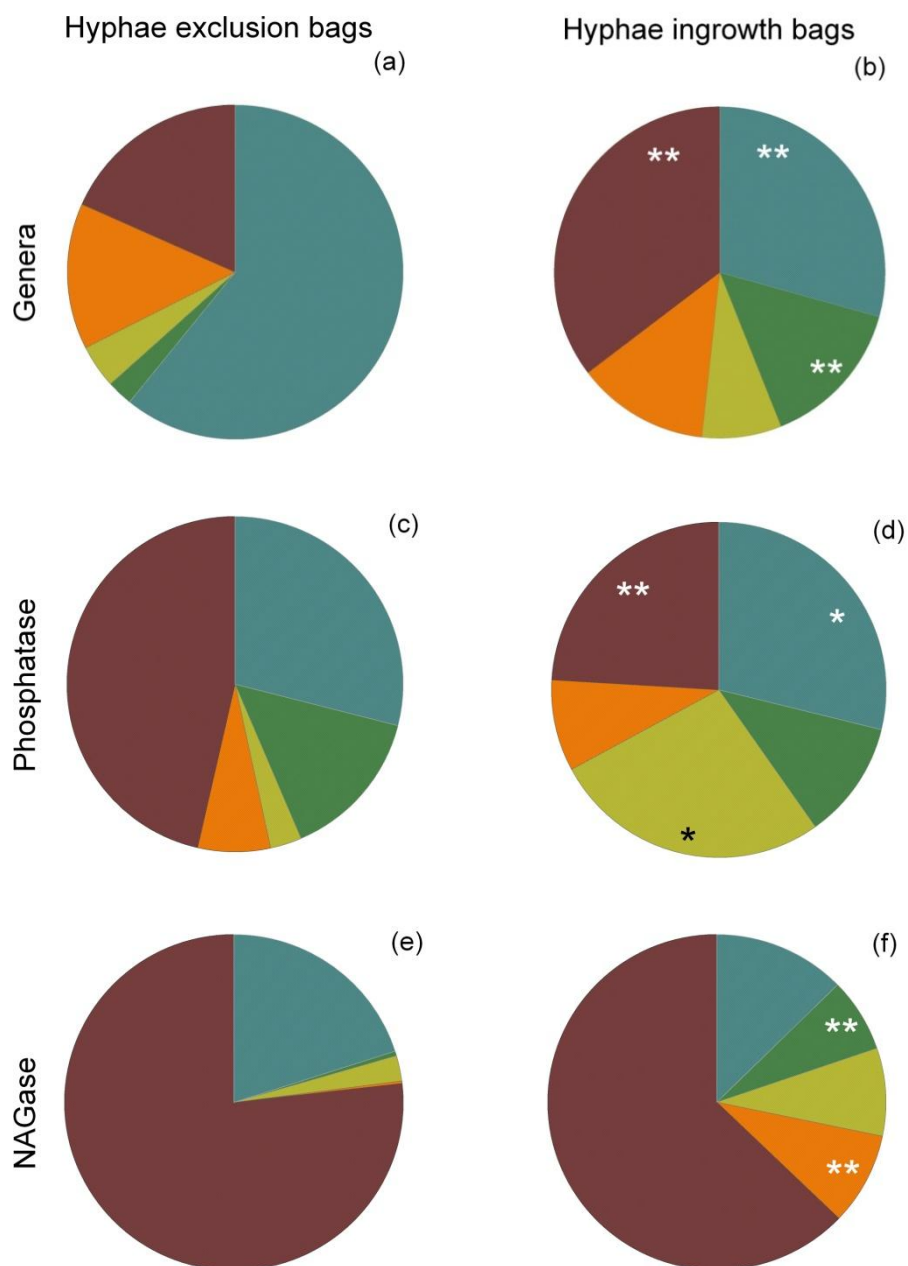 Hyphae exclusion bags
Hyphae ingrowth bags
(a)
(b)
Genera
**
**
**
(c)
(d)
Phosphatase
**
*
*
(e)
(f)
NAGase
**
**